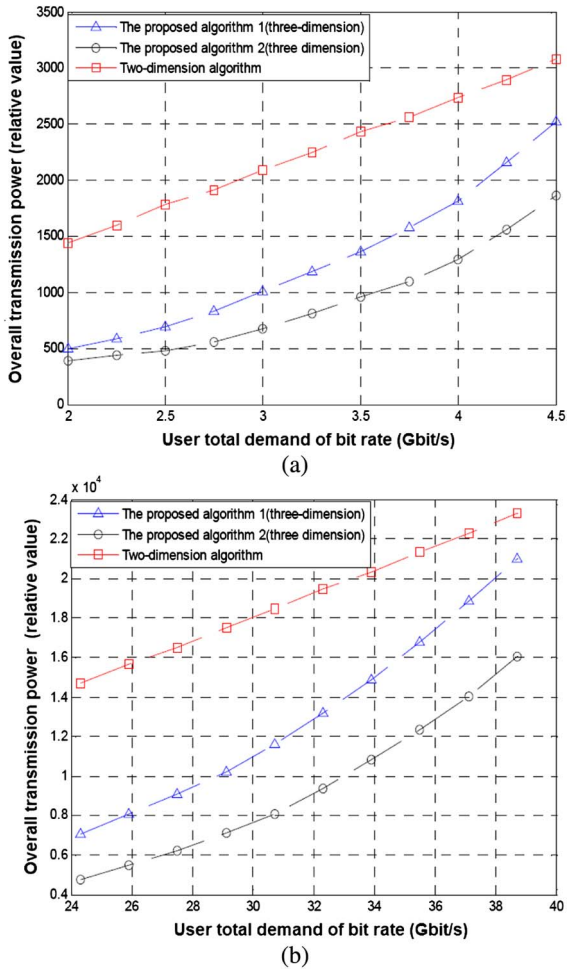 (a)
The proposed algorithm 1(three-dimension)
The proposed algorithm 2(three dimension)
Two-dimension algorithm
Overall transmission power (relative value)
3500
3000
2500
2000
1500
1000
500
0
2 2.5 3 3.5 4 4.5
User total demand of bit rate (Gbit/s)
(a)
x 10^4
2.4
The proposed algorithm 1(three-dimension)
The proposed algorithm 2(three dimension)
Two-dimension algorithm
Overall transmission power (relative value)
2.2
2
1.8
1.6
1.4
1.2
1
0.8
0.6
0.4
24 26 28 30 32 34 36 38 40
User total demand of bit rate (Gbit/s)
(b)